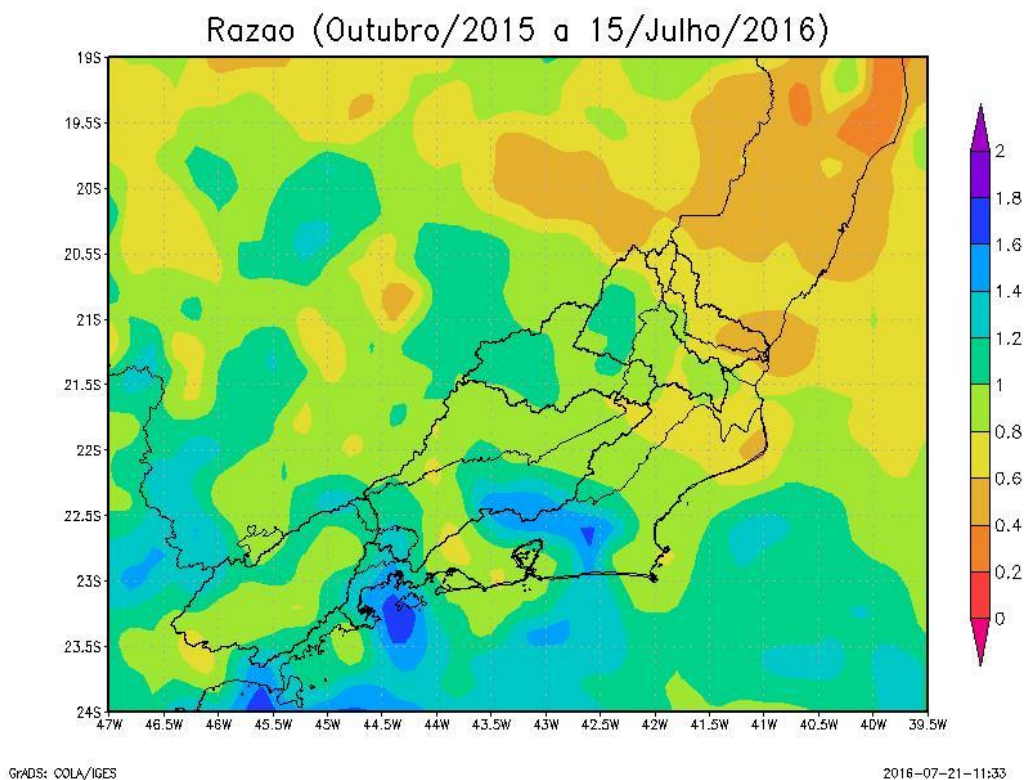 Razao (Outubro/2015 a 15/Julho/2016)
19S
19.5S
20S
20.5S
21S
21.5S
22S
22.5S
23S
23.5S
24S
47W 46.5W 46W 45.5W 45W 44.5W 44W 43.5W 43W 42.5W 42W 41.5W 41W 40.5W 40W 39.5W
2
1.8
1.6
1.4
1.2
1
0.8
0.6
0.4
0.2
0
GrADS: COLA/IGES 2016-07-21-11:33